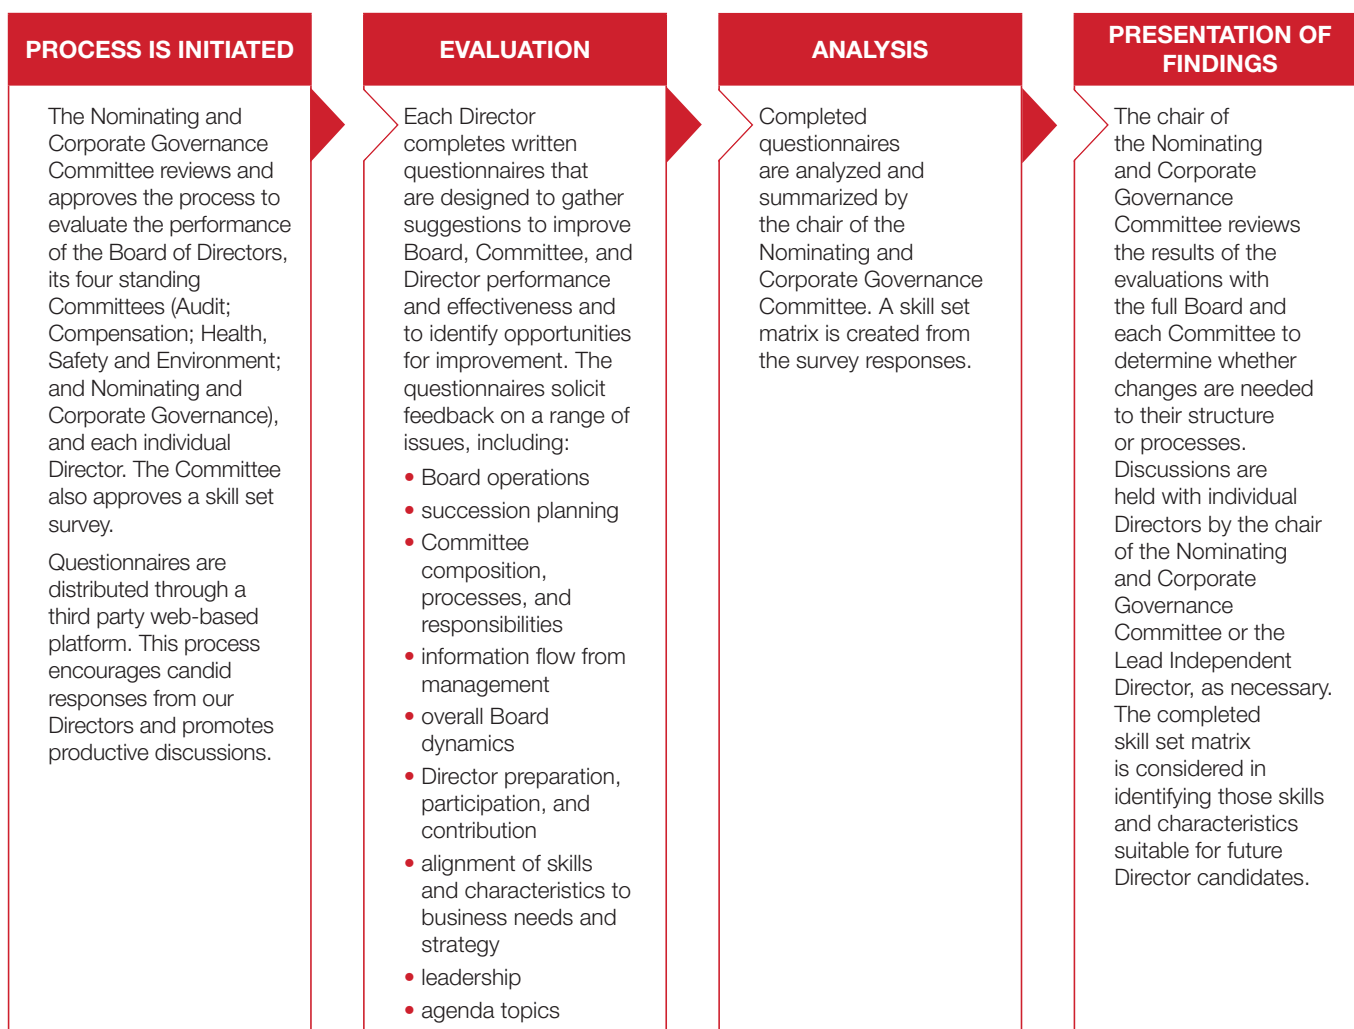 PROCESS IS INITIATED
The Nominating and
Corporate Governance
Committee reviews and
approves the process to
evaluate the performance
of the Board of Directors,
its four standing
Committees (Audit;
Compensation; Health,
Safety and Environment;
and Nominating and
Corporate Governance),
and each individual
Director. The Committee
also approves a skill set
survey.
Questionnaires are
distributed through a
third party web-based
platform. This process
encourages candid
responses from our
Directors and promotes
productive discussions.
EVALUATION
Each Director
completes written
questionnaires that
are designed to gather
suggestions to improve
Board, Committee, and
Director performance
and effectiveness and
to identify opportunities
for improvement. The
questionnaires solicit
feedback on a range of
issues, including:
• Board operations
• succession planning
• Committee
composition,
processes, and
responsibilities
• information flow from
management
• overall Board
dynamics
• Director preparation,
participation, and
contribution
• alignment of skills
and characteristics to
business needs and
strategy
• leadership
• agenda topics
ANALYSIS
Completed
questionnaires
are analyzed and
summarized by
the chair of the
Nominating and
Corporate Governance
Committee. A skill set
matrix is created from
the survey responses.
PRESENTATION OF
FINDINGS
The chair of
the Nominating
and Corporate
Governance
Committee reviews
the results of the
evaluations with
the full Board and
each Committee to
determine whether
changes are needed
to their structure
or processes.
Discussions are
held with individual
Directors by the chair
of the Nominating
and Corporate
Governance
Committee or the
Lead Independent
Director, as necessary.
The completed
skill set matrix
is considered in
identifying those skills
and characteristics
suitable for future
Director candidates.